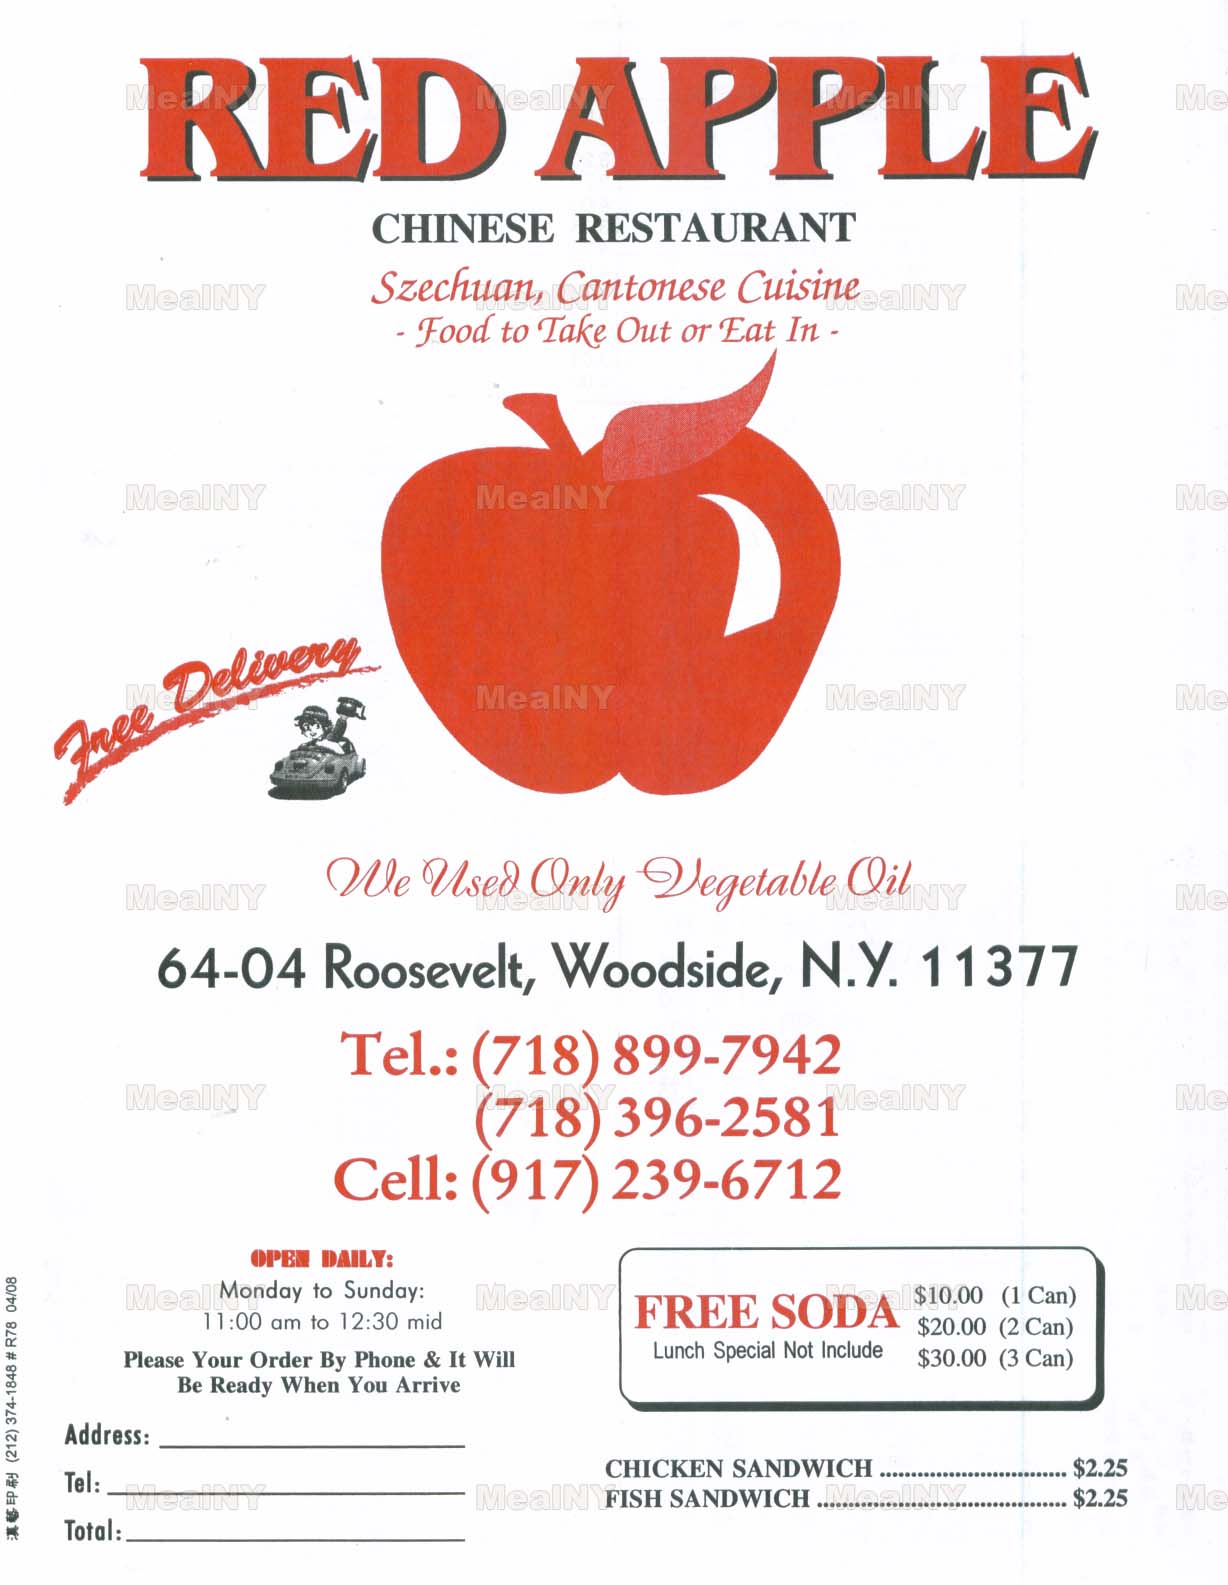 RED APPLE
CHINESE RESTAURANT
Szechuan, Cantonese Cuisine
- Food to Take Out or Eat In -
Free Delivery
We Used Only Vegetable Oil
64-04 Roosevelt, Woodside, N.Y. 11377
Tel.: (718) 899-7942
(718) 396-2581
Cell: (917) 239-6712
OPEN DAILY:
Monday to Sunday:
11:00 am to 12:30 mid
Please Your Order By Phone & It Will
Be Ready When You Arrive
Address:
Tel:
Total:
FREE SODA
Lunch Special Not Include
$10.00 (1 Can)
$20.00 (2 Can)
$30.00 (3 Can)
CHICKEN SANDWICH .............................. $2.25
FISH SANDWICH ........................................ $2.25
印刷 (212) 374-1848 # R78 04/08
MealNY